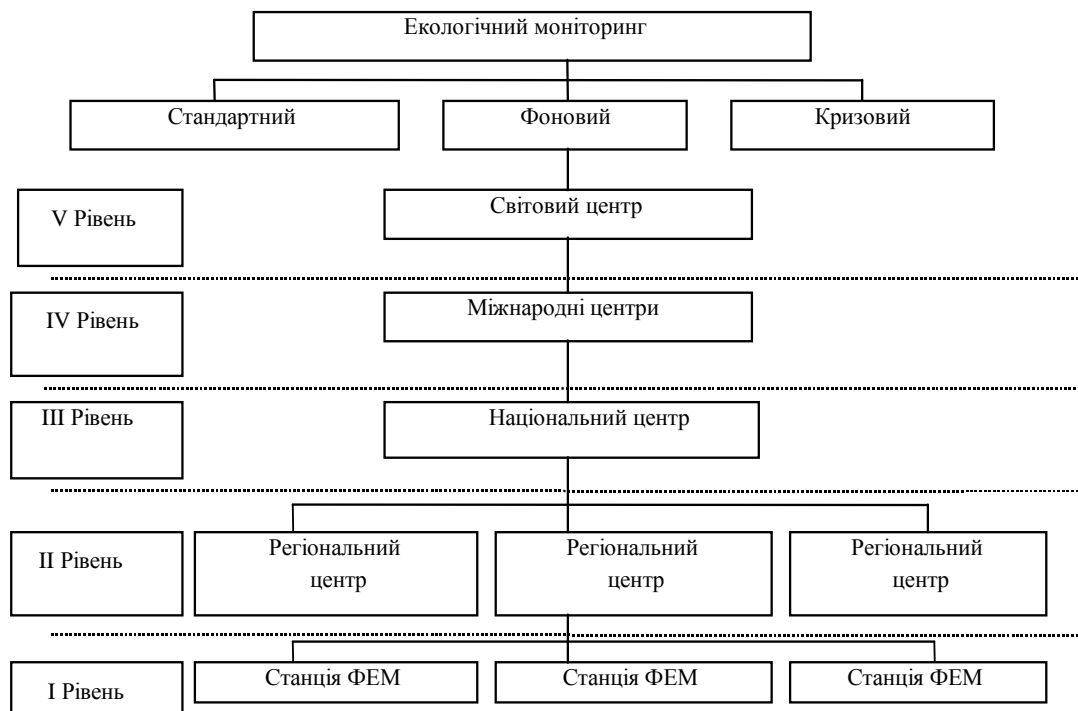 Екологічний моніторинг
Стандартний
Фоновий
Кризовий
V Рівень
Світовий центр
IV Рівень
Міжнародні центри
III Рівень
Національний центр
II Рівень
Регіональний
центр
Регіональний
центр
Регіональний
центр
I Рівень
Станція ФЕМ
Станція ФЕМ
Станція ФЕМ